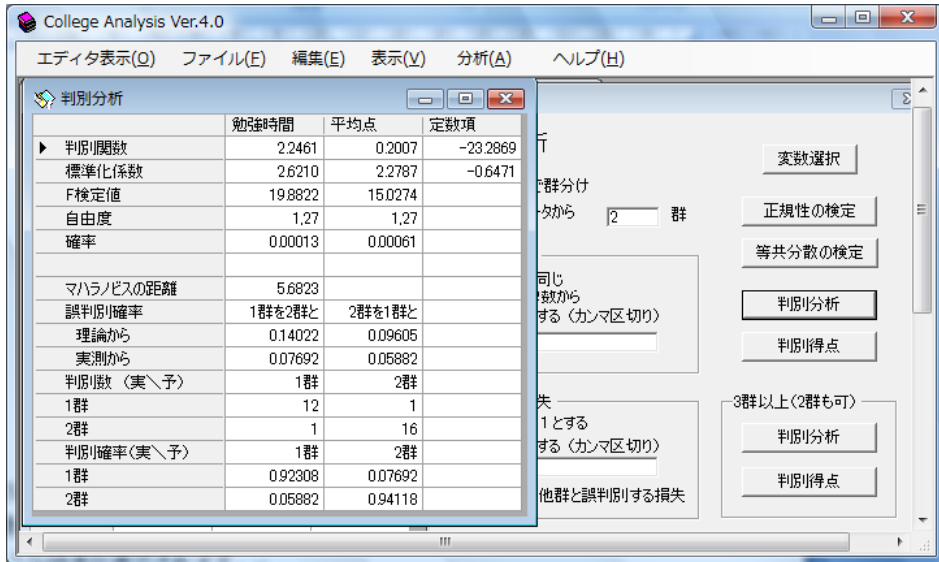 College Analysis Ver.4.0
エディタ表示(O) ファイル(F) 編集(E) 表示(V) 分析(A) ヘルプ(H)
判別分析
勉強時間 平均点 定数項
判別関数 2.2461 0.2007 -23.2869
標準化係数 2.6210 2.2787 -0.6471
F検定値 19.8822 15.0274
自由度 1,27 1,27
確率 0.00013 0.00061
マハラノビスの距離 5.6823
誤判別確率 1群を2群と 2群を1群と
理論から 0.14022 0.09605
実測から 0.07692 0.05882
判別数 (実＼予) 1群 2群
1群 12 1
2群 1 16
判別確率(実＼予) 1群 2群
1群 0.92308 0.07692
2群 0.05882 0.94118
で群分け
タから 2 群
同じ
数から
する (カンマ区切り)
失
1とする
する (カンマ区切り)
他群と誤判別する損失
変数選択
正規性の検定
等共分散の検定
判別分析
判別得点
3群以上(2群も可)
判別分析
判別得点